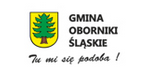 GMINA
OBORNIKI
ŚLĄSKIE
Tu mi się podoba !